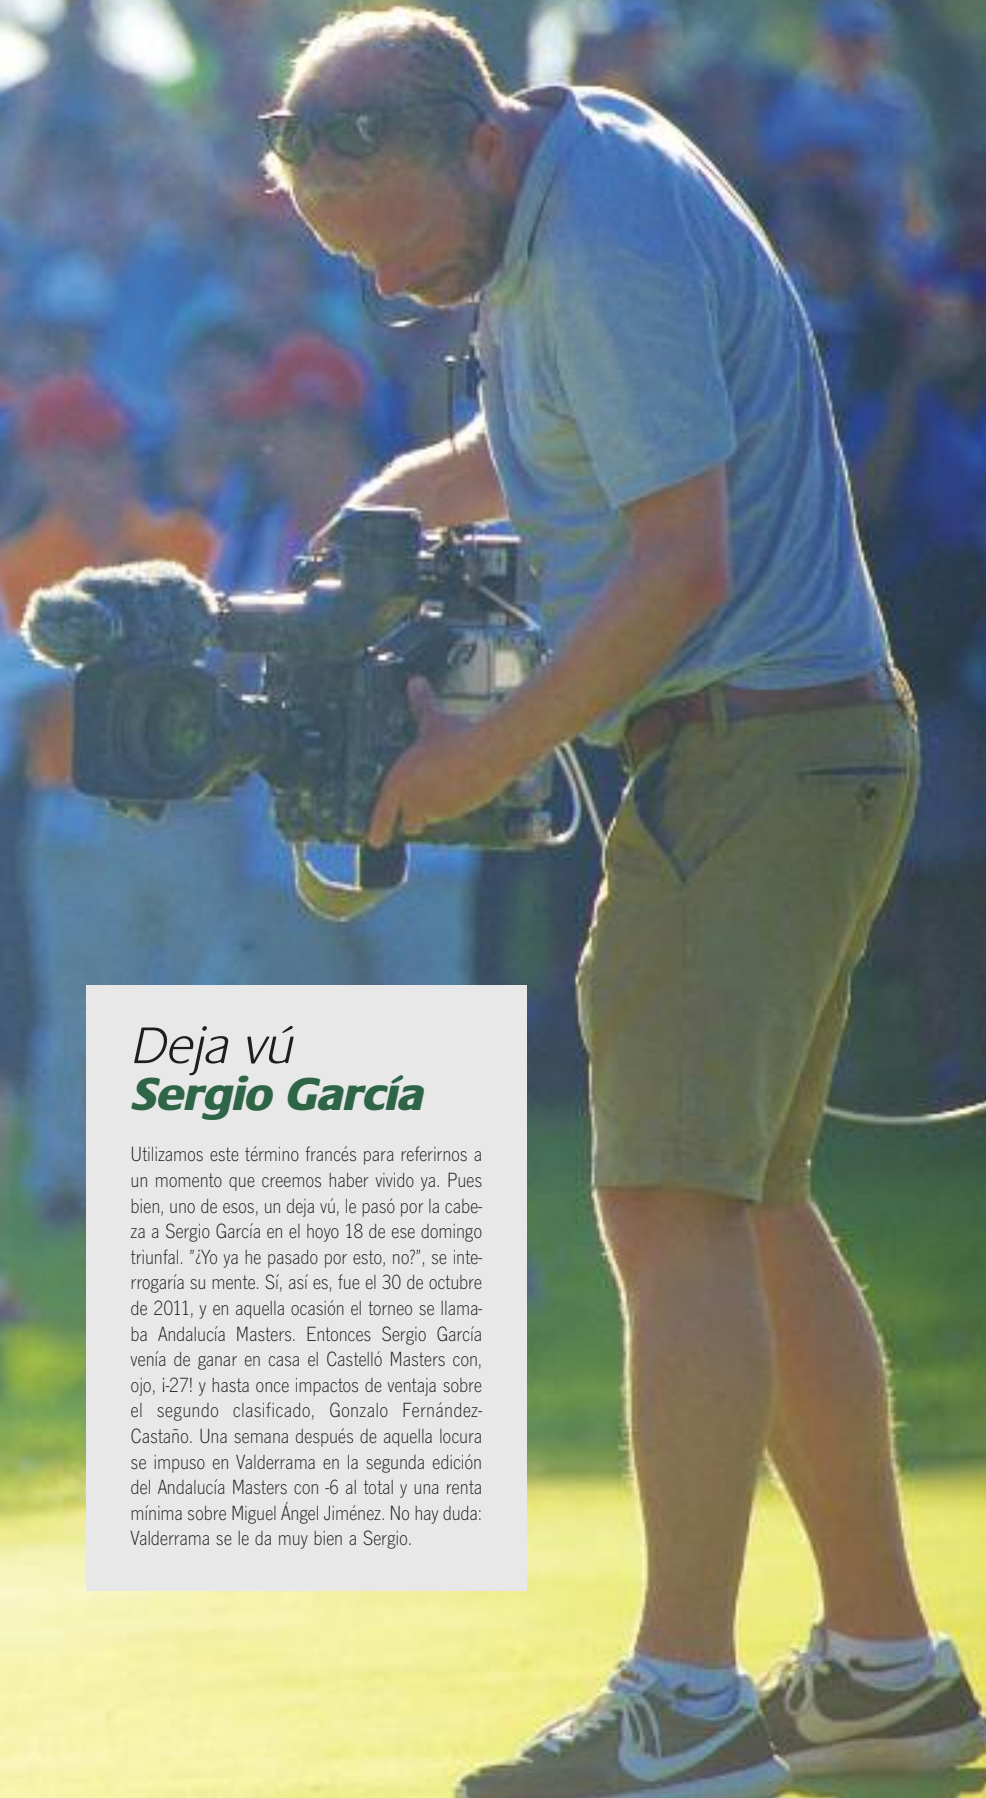 Deja vú
Sergio García
Utilizamos este término francés para referirnos a
un momento que creemos haber vivido ya. Pues
bien, uno de esos, un deja vú, le pasó por la cabe-
za a Sergio García en el hoyo 18 de ese domingo
triunfal. "¿Yo ya he pasado por esto, no?", se inte-
rrogaría su mente. Sí, así es, fue el 30 de octubre
de 2011, y en aquella ocasión el torneo se llama-
ba Andalucía Masters. Entonces Sergio García
venía de ganar en casa el Castelló Masters con,
ojo, ¡-27! y hasta once impactos de ventaja sobre
el segundo clasificado, Gonzalo Fernández-
Castaño. Una semana después de aquella locura
se impuso en Valderrama en la segunda edición
del Andalucía Masters con -6 al total y una renta
mínima sobre Miguel Ángel Jiménez. No hay duda:
Valderrama se le da muy bien a Sergio.